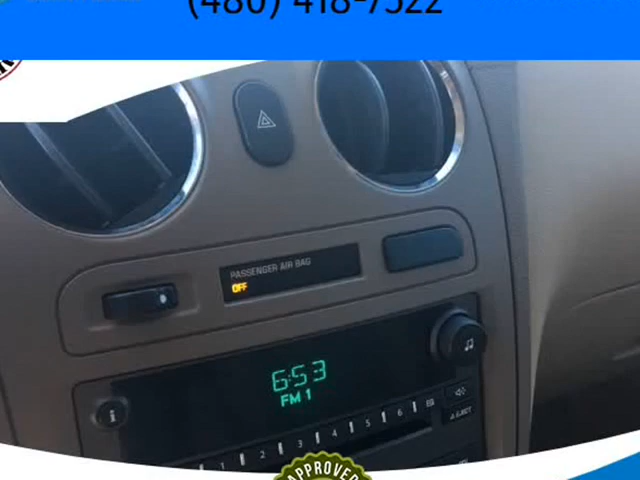 (480) 418-7522
PASSENGER AIR BAG
OFF
6:53
FM 1
i
1 2 3 4 5 6
EJECT
APPROVED